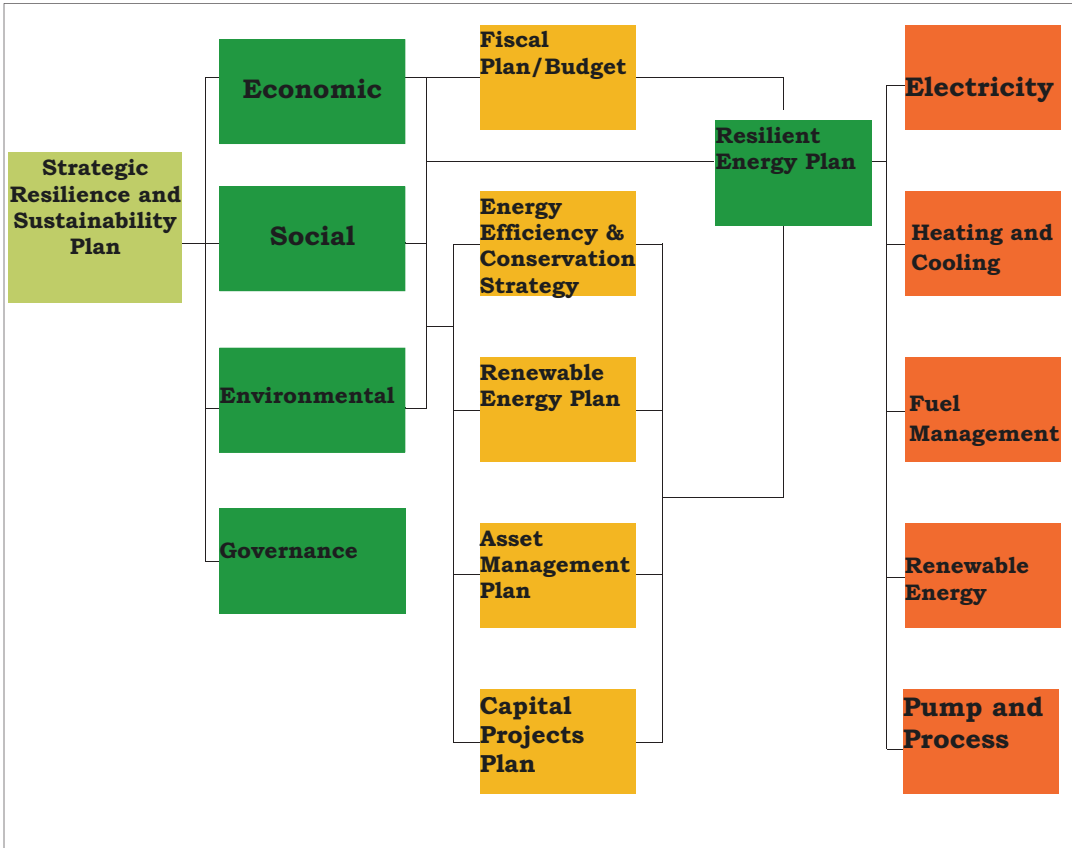 Strategic
Resilience and
Sustainability
Plan
Economic
Social
Environmental
Governance
Fiscal
Plan/Budget
Energy
Efficiency &
Conservation
Strategy
Renewable
Energy Plan
Asset
Management
Plan
Capital
Projects
Plan
Resilient
Energy Plan
Electricity
Heating and
Cooling
Fuel
Management
Renewable
Energy
Pump and
Process